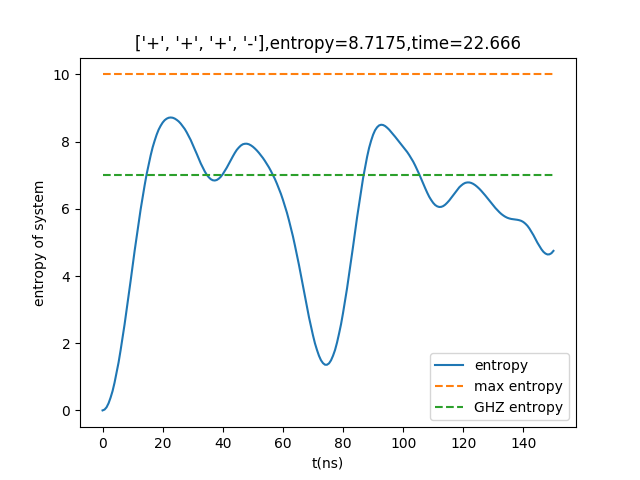 ['+', '+', '+', '-'],entropy=8.7175,time=22.666
entropy of system
10
8
6
4
2
0
0 20 40 60 80 100 120 140
t(ns)
entropy
max entropy
GHZ entropy